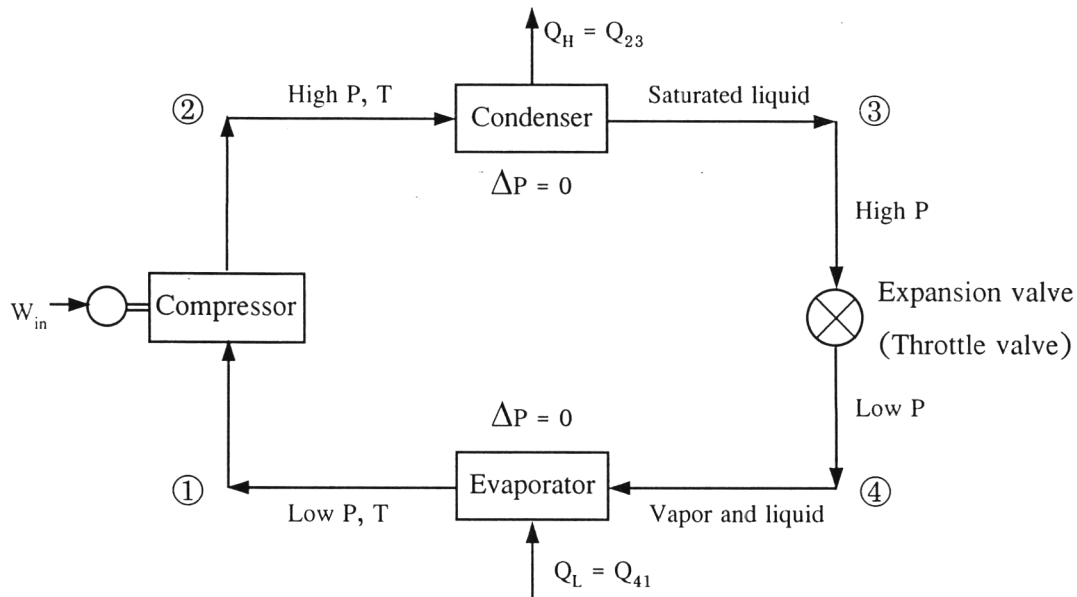 Q_H = Q_23
② High P, T Condenser Saturated liquid ③
ΔP = 0
High P
W_in Compressor Expansion valve
(Throttle valve)
Low P
ΔP = 0
① Low P, T Evaporator Vapor and liquid ④
Q_L = Q_41